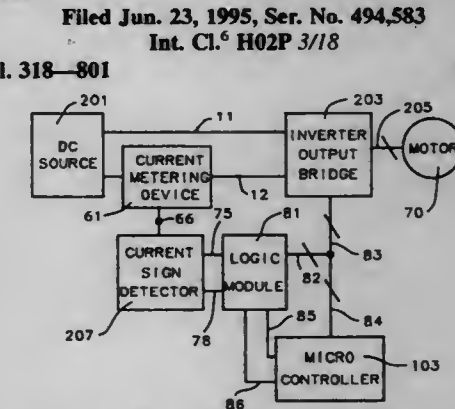 Filed Jun. 23, 1995, Ser. No. 494,583
Int. Cl.⁶ H02P 3/18
l. 318—801
201
11
203
205
DC
SOURCE
CURRENT
METERING
DEVICE
INVERTER
OUTPUT
BRIDGE
MOTOR
61
66
12
70
75
81
83
CURRENT
SIGN
DETECTOR
LOGIC
MODULE
82
207
78
85
84
86
MICRO
CONTROLLER
103